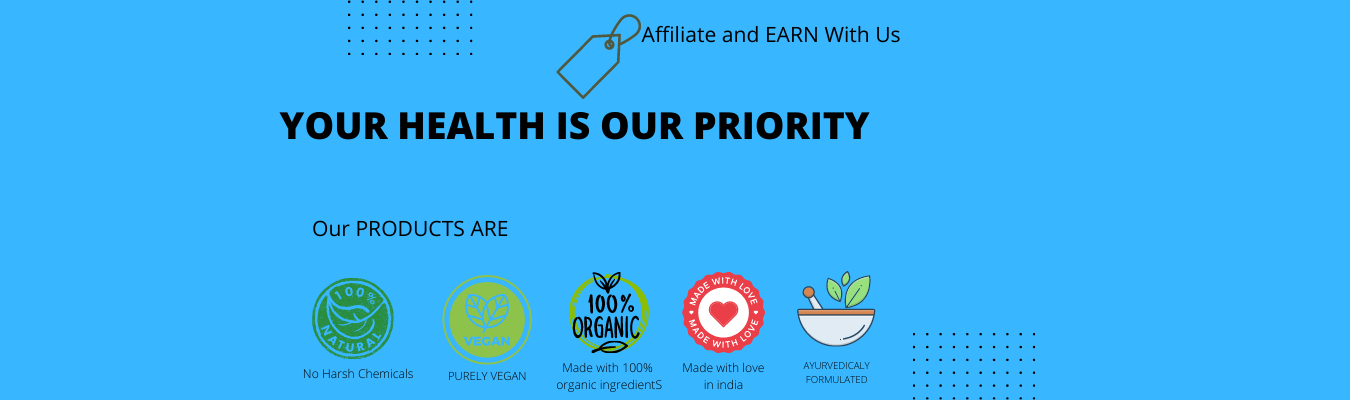 Affiliate and EARN With Us
YOUR HEALTH IS OUR PRIORITY
Our PRODUCTS ARE
100%
NATURAL
VEGAN
100%
ORGANIC
MADE WITH LOVE
MADE WITH LOVE
No Harsh Chemicals
PURELY VEGAN
Made with 100%
organic ingredientS
Made with love
in india
AYURVEDICALY
FORMULATED